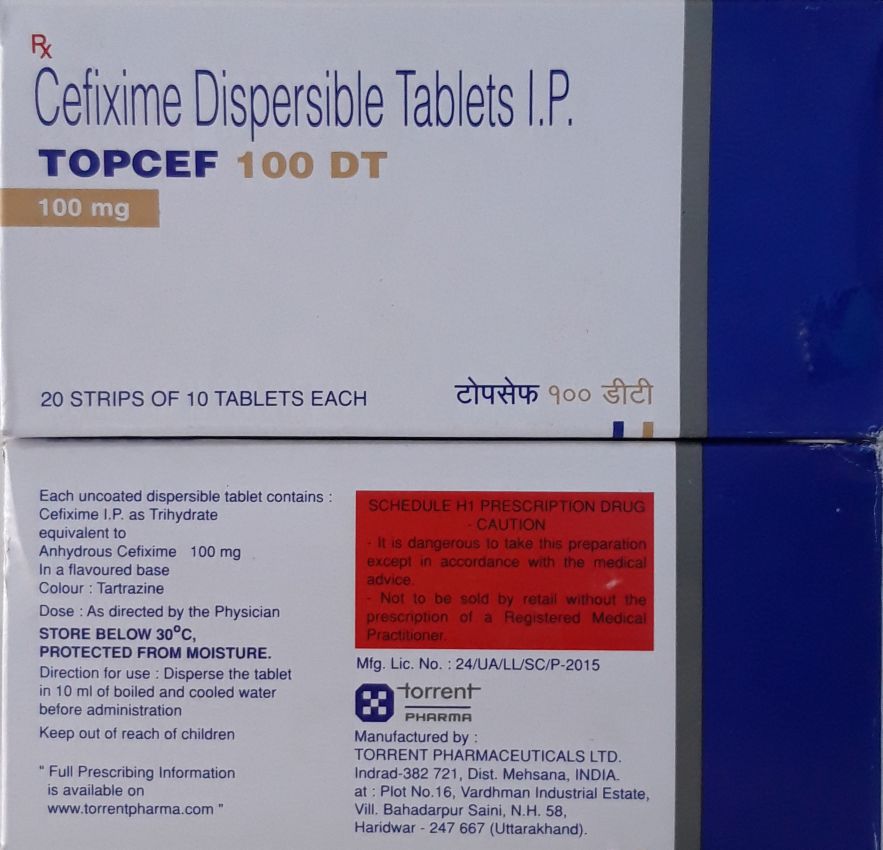 Rx
Cefixime Dispersible Tablets I.P.
TOPCEF 100 DT
100 mg
20 STRIPS OF 10 TABLETS EACH
टोपसेफ १०० डीटी
Each uncoated dispersible tablet contains :
Cefixime I.P. as Trihydrate
equivalent to
Anhydrous Cefixime 100 mg
In a flavoured base
Colour : Tartrazine
Dose : As directed by the Physician
STORE BELOW 30°C,
PROTECTED FROM MOISTURE.
Direction for use : Disperse the tablet
in 10 ml of boiled and cooled water
before administration
Keep out of reach of children
" Full Prescribing Information
is available on
www.torrentpharma.com "
SCHEDULE H1 PRESCRIPTION DRUG
- CAUTION
- It is dangerous to take this preparation
except in accordance with the medical
advice.
- Not to be sold by retail without the
prescription of a Registered Medical
Practitioner.
Mfg. Lic. No. : 24/UA/LL/SC/P-2015
torrent
PHARMA
Manufactured by :
TORRENT PHARMACEUTICALS LTD.
Indrad-382 721, Dist. Mehsana, INDIA.
at : Plot No.16, Vardhman Industrial Estate,
Vill. Bahadarpur Saini, N.H. 58,
Haridwar - 247 667 (Uttarakhand).